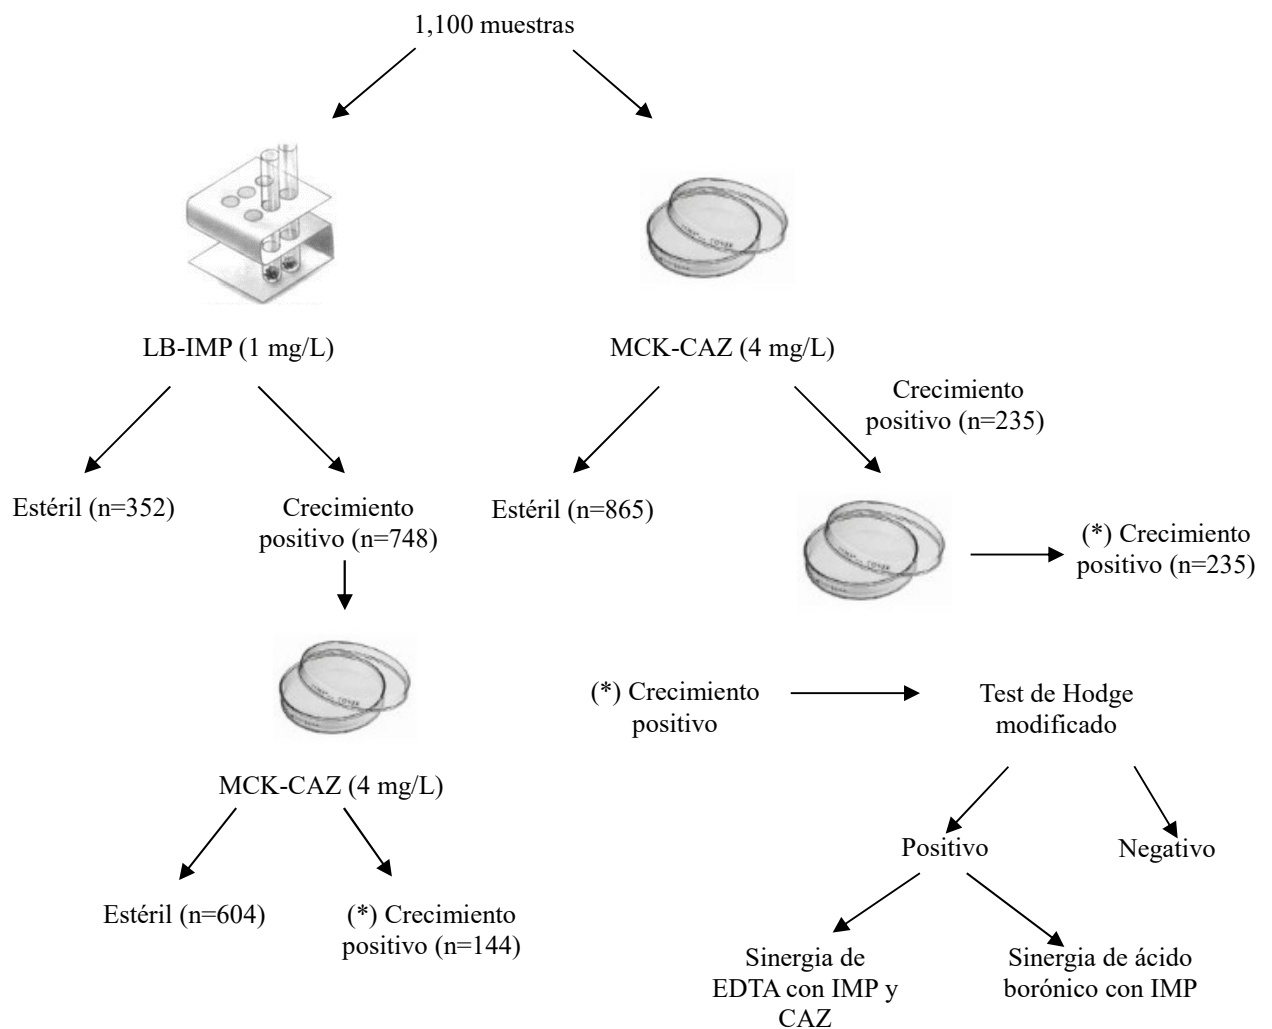 1,100 muestras
LB-IMP (1 mg/L)
MCK-CAZ (4 mg/L)
Crecimiento
positivo (n=235)
Estéril (n=352)
Crecimiento
positivo (n=748)
Estéril (n=865)
(*) Crecimiento
positivo (n=235)
MCK-CAZ (4 mg/L)
Estéril (n=604)
(*) Crecimiento
positivo (n=144)
(*) Crecimiento
positivo
Test de Hodge
modificado
Positivo
Negativo
Sinergia de
EDTA con IMP y
CAZ
Sinergia de ácido
borónico con IMP